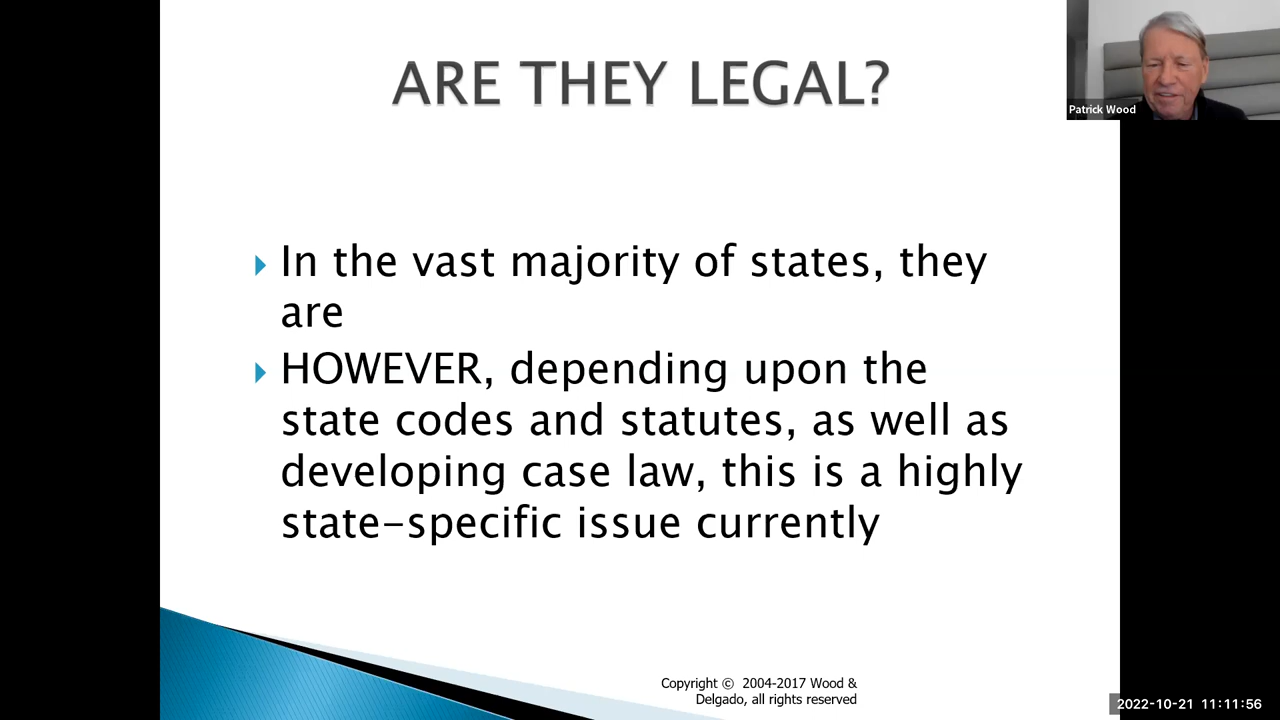 ARE THEY LEGAL?
Patrick Wood
In the vast majority of states, they
are
HOWEVER, depending upon the
state codes and statutes, as well as
developing case law, this is a highly
state-specific issue currently
Copyright © 2004-2017 Wood &
Delgado, all rights reserved
2022-10-21 11:11:56